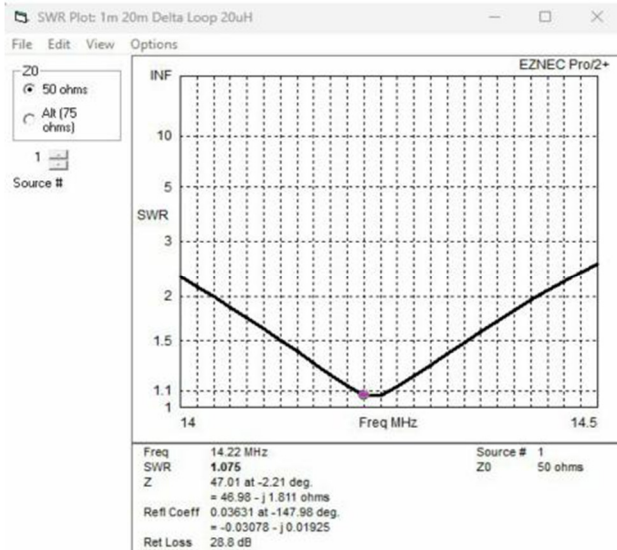 SWR Plot: 1m 20m Delta Loop 20uH
File Edit View Options
EZNEC Pro/2+
Z0
50 ohms
Alt (75
ohms)
1
Source #
INF
10
5
SWR
3
2
1.5
1.1
1
14 Freq MHz 14.5
Freq 14.22 MHz Source # 1
SWR 1.075 Z0 50 ohms
Z 47.01 at -2.21 deg.
= 46.98 - j 1.811 ohms
Refl Coeff 0.03631 at -147.98 deg.
= -0.03078 - j 0.01925
Ret Loss 28.8 dB